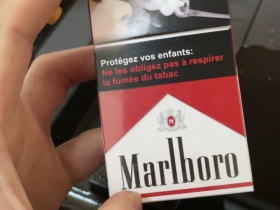 Protégez vos enfants:
Ne les obligez pas à respirer
la fumée du tabac
Marlboro